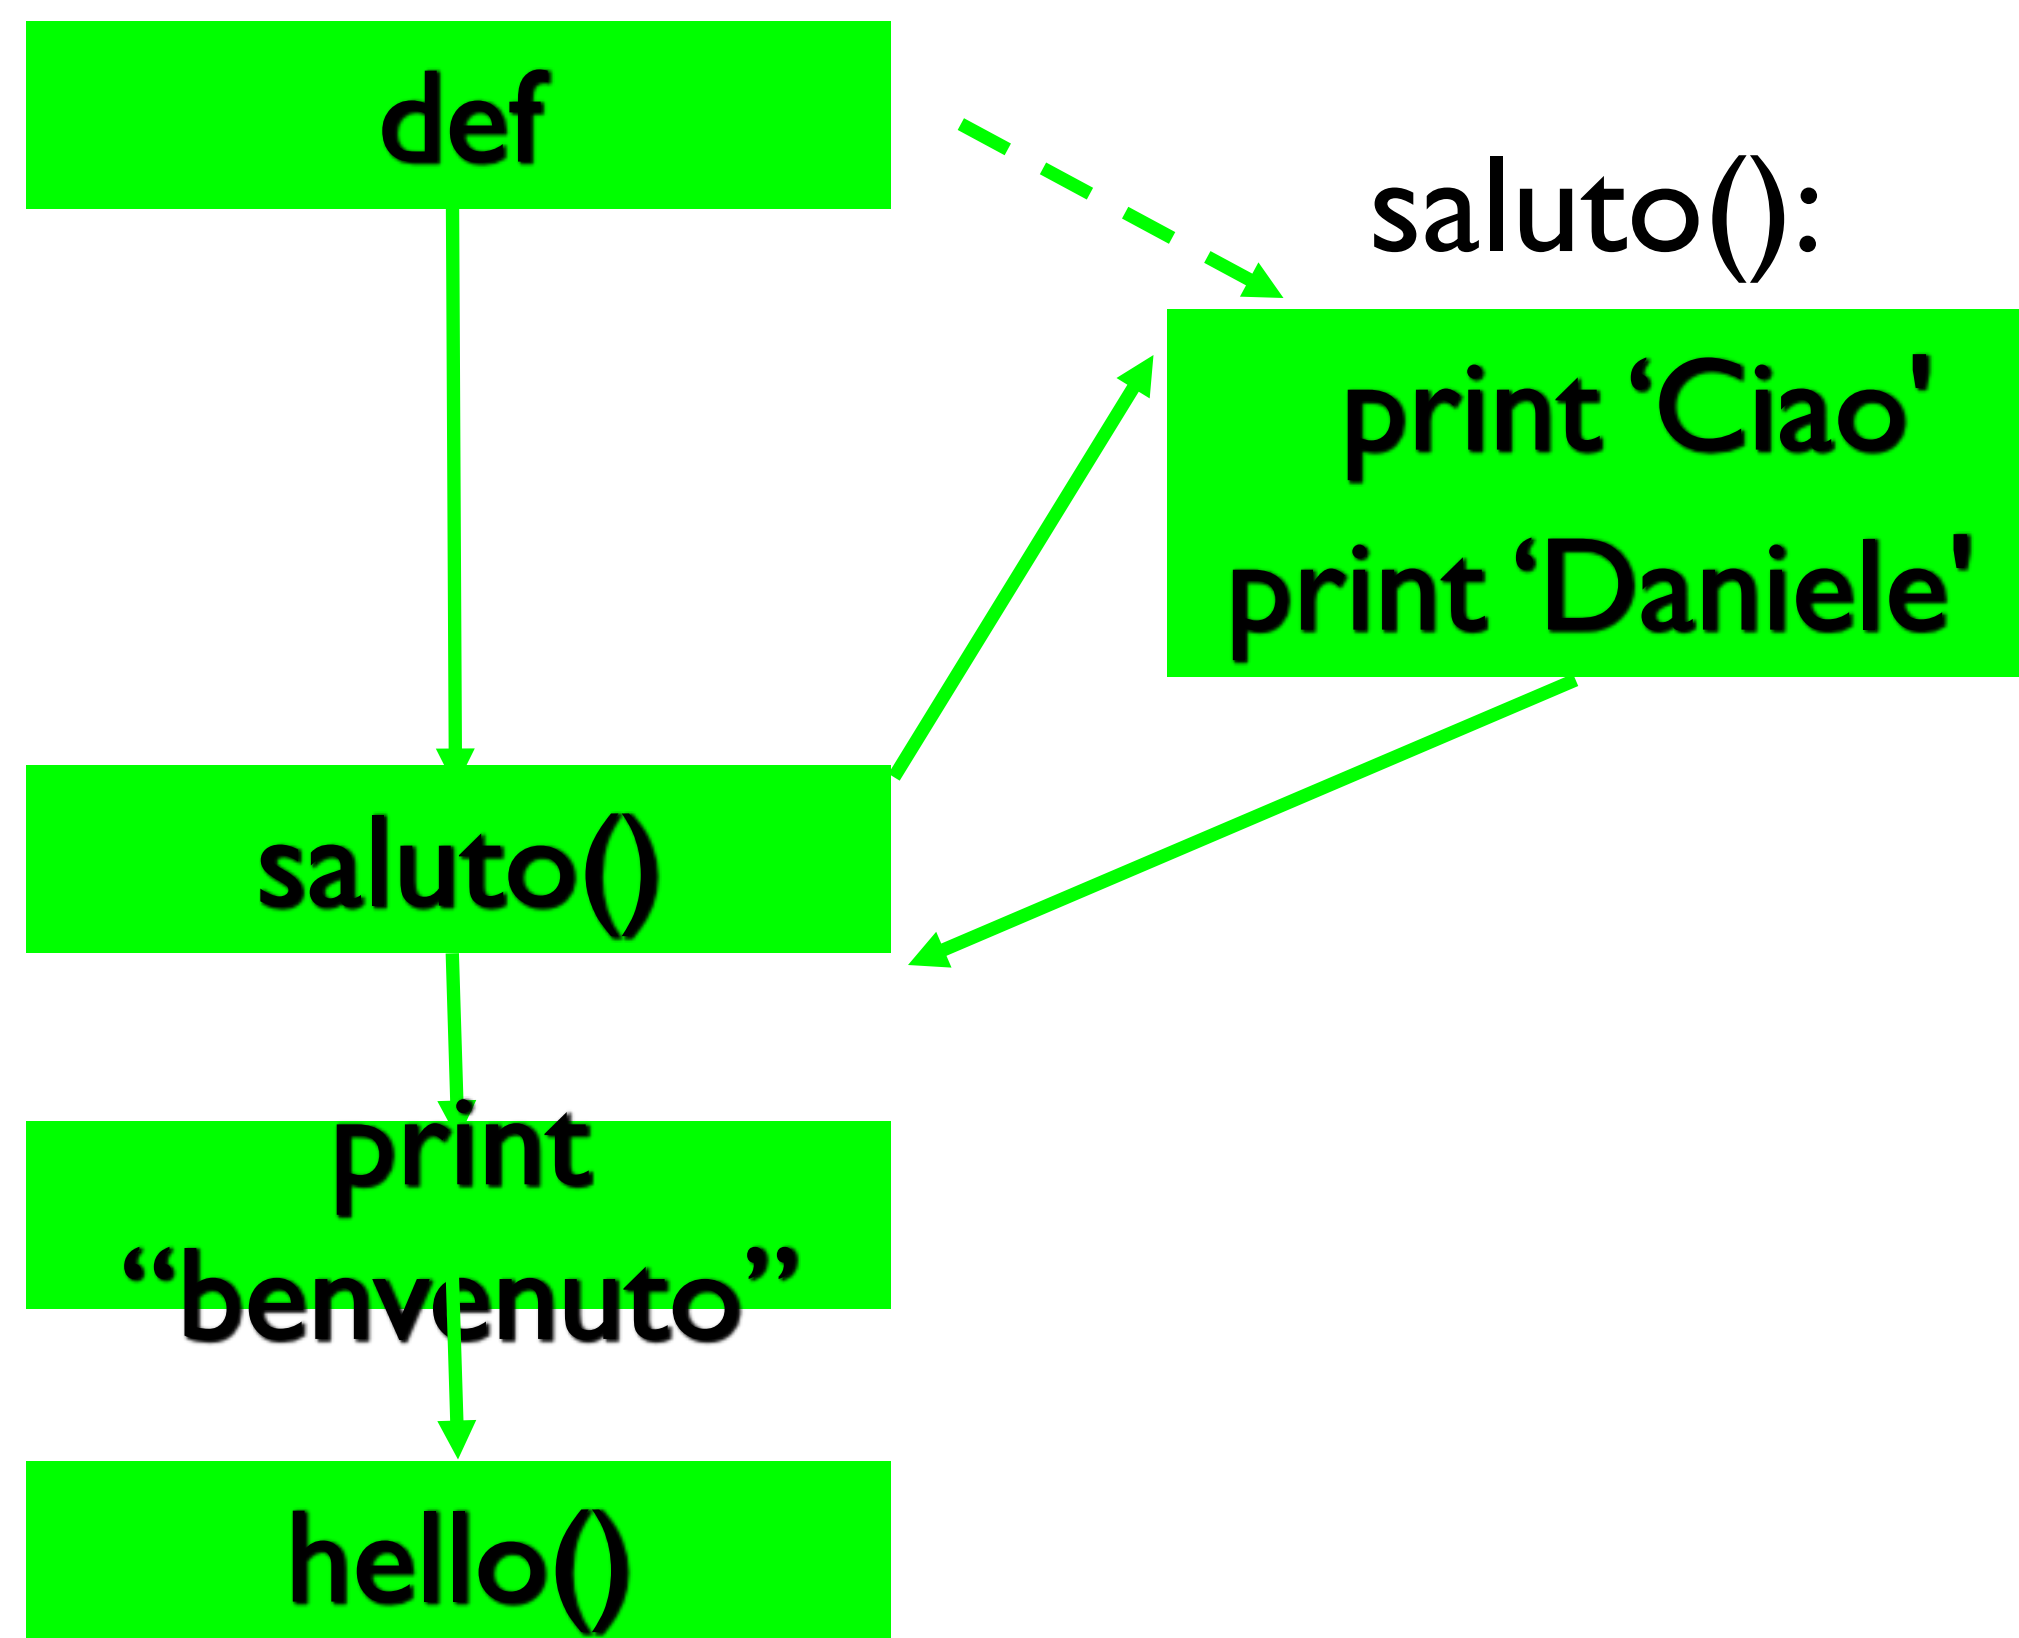 def
saluto():
print ‘Ciao'
print ‘Daniele'
saluto()
print
“benvenuto”
hello()